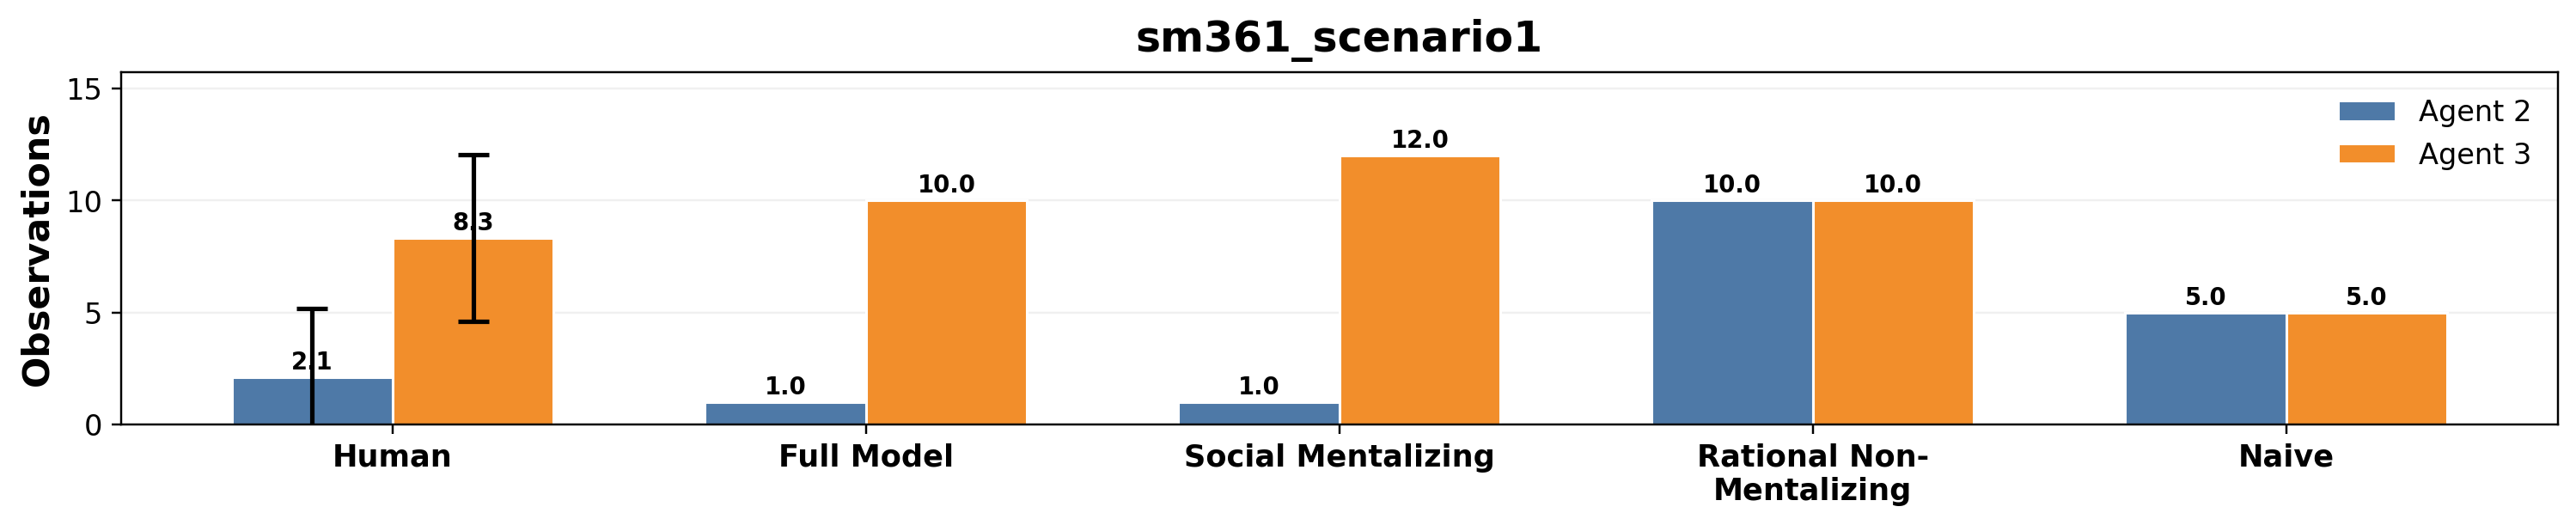 sm361_scenario1
Observations
15
10
5
0
Agent 2
Agent 3
2.1
8.3
1.0
10.0
1.0
12.0
10.0
10.0
5.0
5.0
Human
Full Model
Social Mentalizing
Rational Non-
Mentalizing
Naive